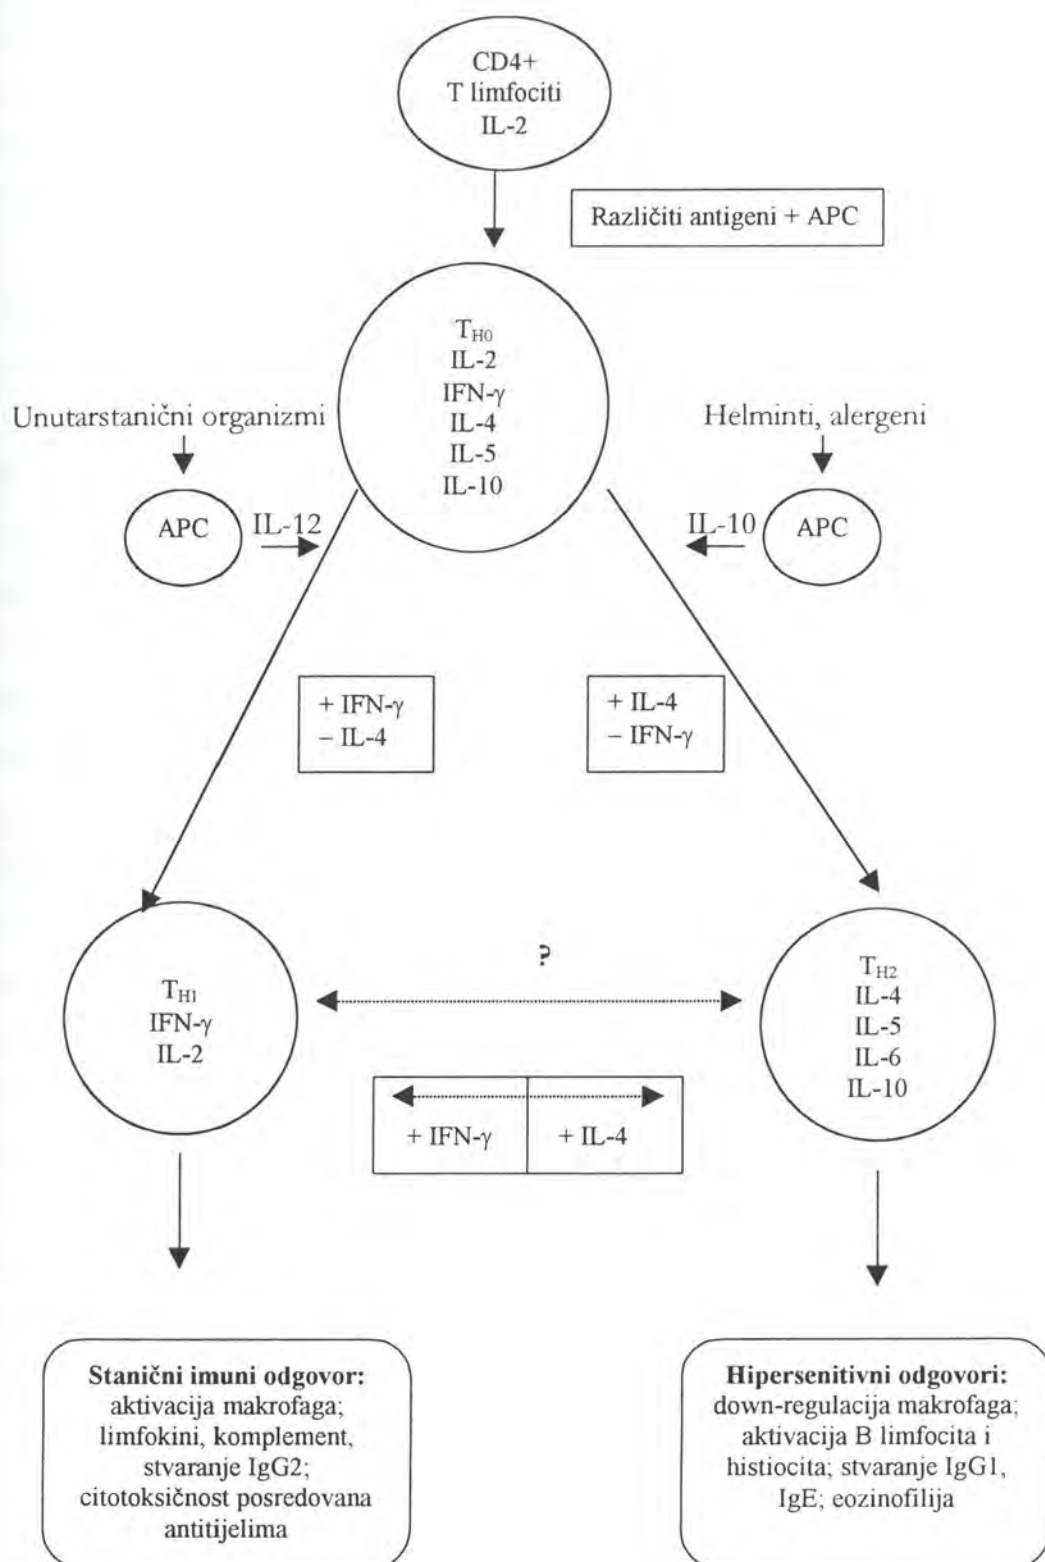 CD4+
T limfociti
IL-2
Različiti antigeni + APC
TH0
IL-2
IFN-γ
IL-4
IL-5
IL-10
Unutarstanični organizmi
APC
IL-12
Helminti, alergeni
IL-10
APC
+ IFN-γ
– IL-4
+ IL-4
– IFN-γ
TH1
IFN-γ
IL-2
?
TH2
IL-4
IL-5
IL-6
IL-10
+ IFN-γ
+ IL-4
Stanični imuni odgovor:
aktivacija makrofaga;
limfokini, komplement,
stvaranje IgG2;
citotoksičnost posredovana
antitijelima
Hipersenitivni odgovori:
down-regulacija makrofaga;
aktivacija B limfocita i
histiocita; stvaranje IgG1,
IgE; eozinofilija